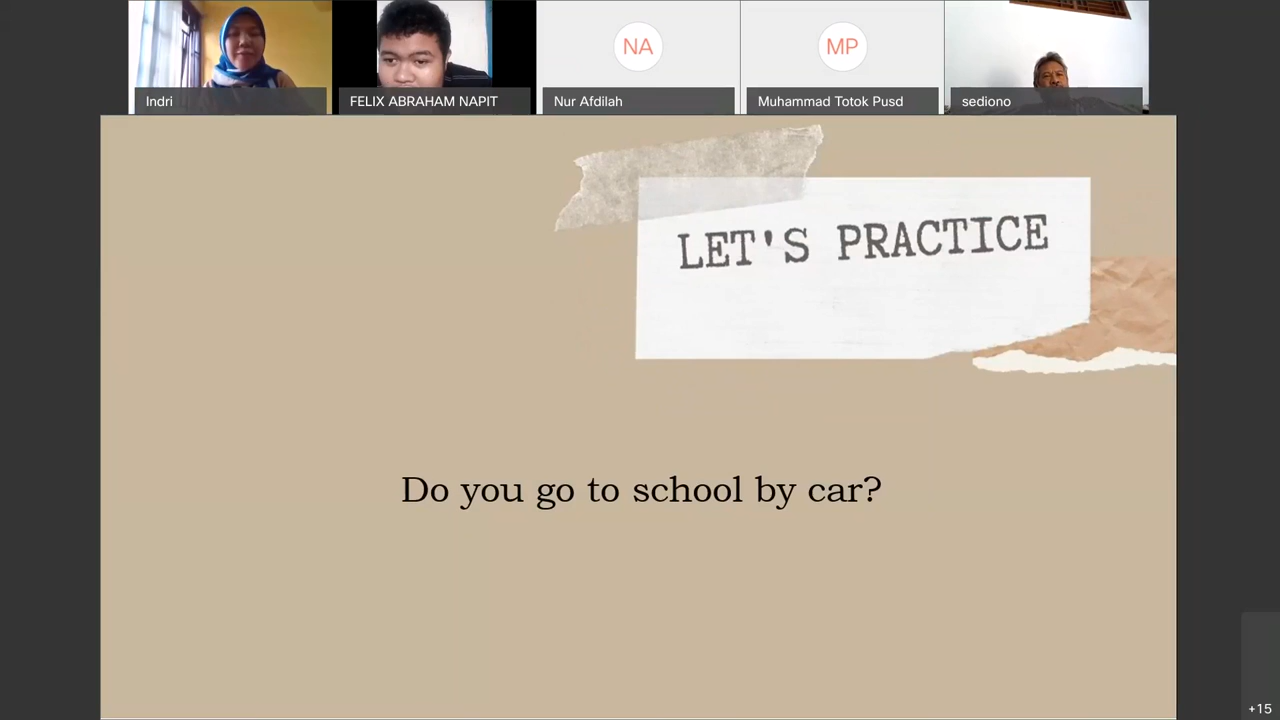 Indri
FELIX ABRAHAM NAPIT
NA
Nur Afdilah
MP
Muhammad Totok Pusd
sediono
LET'S PRACTICE
Do you go to school by car?
+15